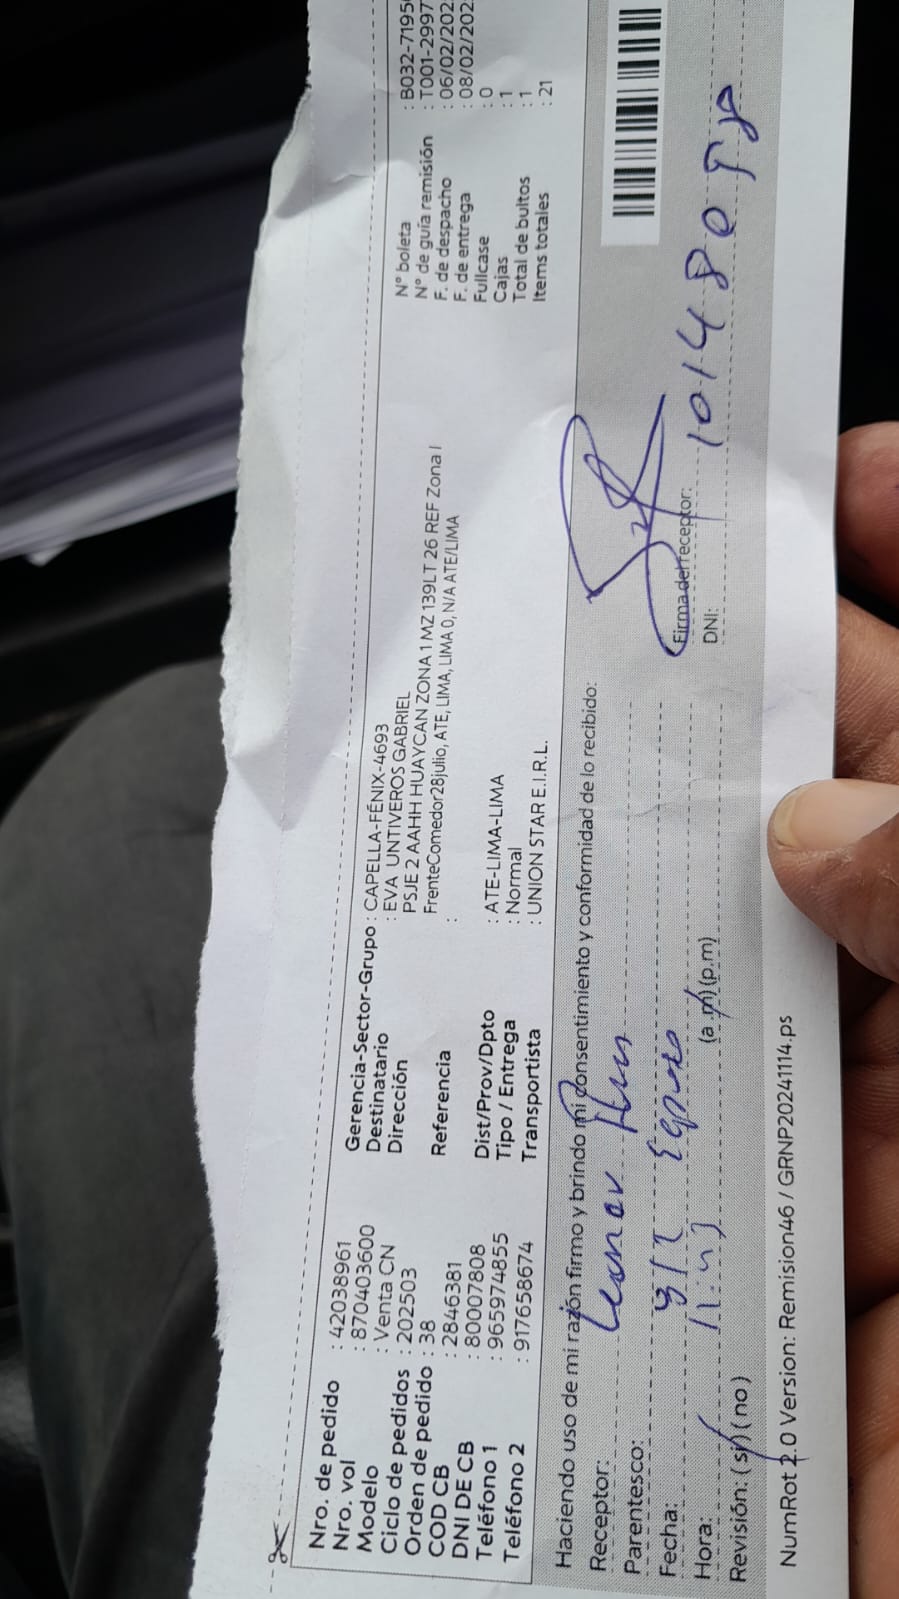 Nro. de pedido : 42038961
Nro. vol : 870403600
Modelo : Venta CN
Ciclo de pedidos : 202503
Orden de pedido : 38
COD CB : 2846381
DNI DE CB : 80007808
Teléfono 1 : 965974855
Teléfono 2 : 917658674
Gerencia-Sector-Grupo : CAPELLA-FÉNIX-4693
Destinatario : EVA UNTIVEROS GABRIEL
Dirección PSJE 2 AAHH HUAYCAN ZONA 1 MZ 139LT 26 REF Zona I
FrenteComedor28julio, ATE, LIMA, LIMA 0, N/A ATE/LIMA
Referencia :
Dist/Prov/Dpto : ATE-LIMA-LIMA
Tipo / Entrega : Normal
Transportista : UNION STAR E.I.R.L.
N° boleta : B032-7195
N° de guía remisión : T001-2997
F. de despacho : 06/02/202
F. de entrega : 08/02/202
Fullcase : 0
Cajas : 1
Total de bultos : 1
Items totales : 21
Haciendo uso de mi razón firmo y brindo mi consentimiento y conformidad de lo recibido:
Receptor:
Parentesco:
Fecha:
Hora: (a.m) (p.m)
Revisión: (si) (no)
Firma del receptor:
DNI:
NumRot 2.0 Version: Remision46 / GRNP20241114.ps